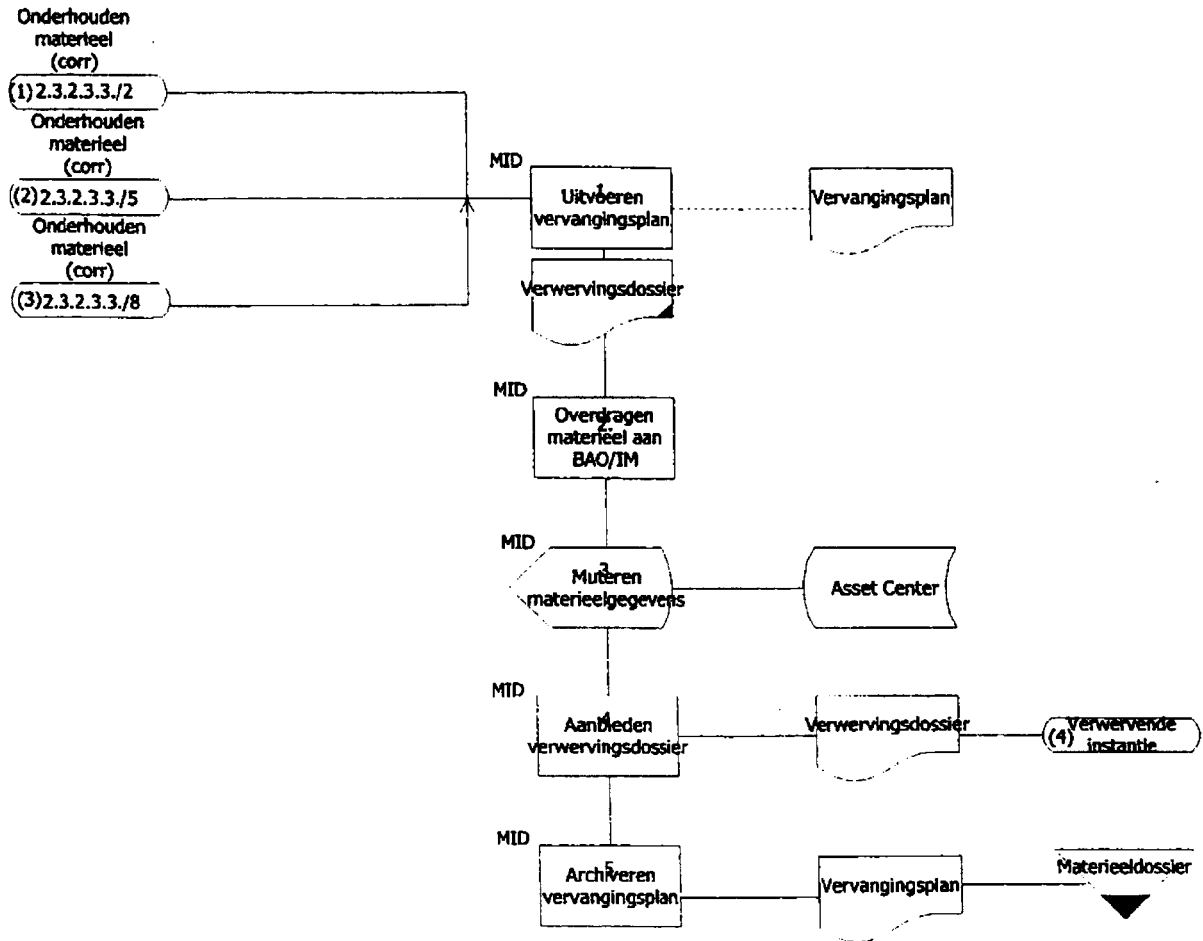 Onderhouden
materieel
(corr)
(1) 2.3.2.3.3./2
Onderhouden
materieel
(corr)
(2) 2.3.2.3.3./5
Onderhouden
materieel
(corr)
(3) 2.3.2.3.3./8
MID
1.
Uitvoeren
vervangingsplan
Vervangingsplan
Verwervingsdossier
MID
2.
Overdragen
materieel aan
BAO/IM
MID
3.
Muteren
materieelgegevens
Asset Center
MID
4.
Aanbieden
verwervingsdossier
Verwervingsdossier
(4) Verwervende
instantie
MID
5.
Archiveren
vervangingsplan
Vervangingsplan
Materieeldossier